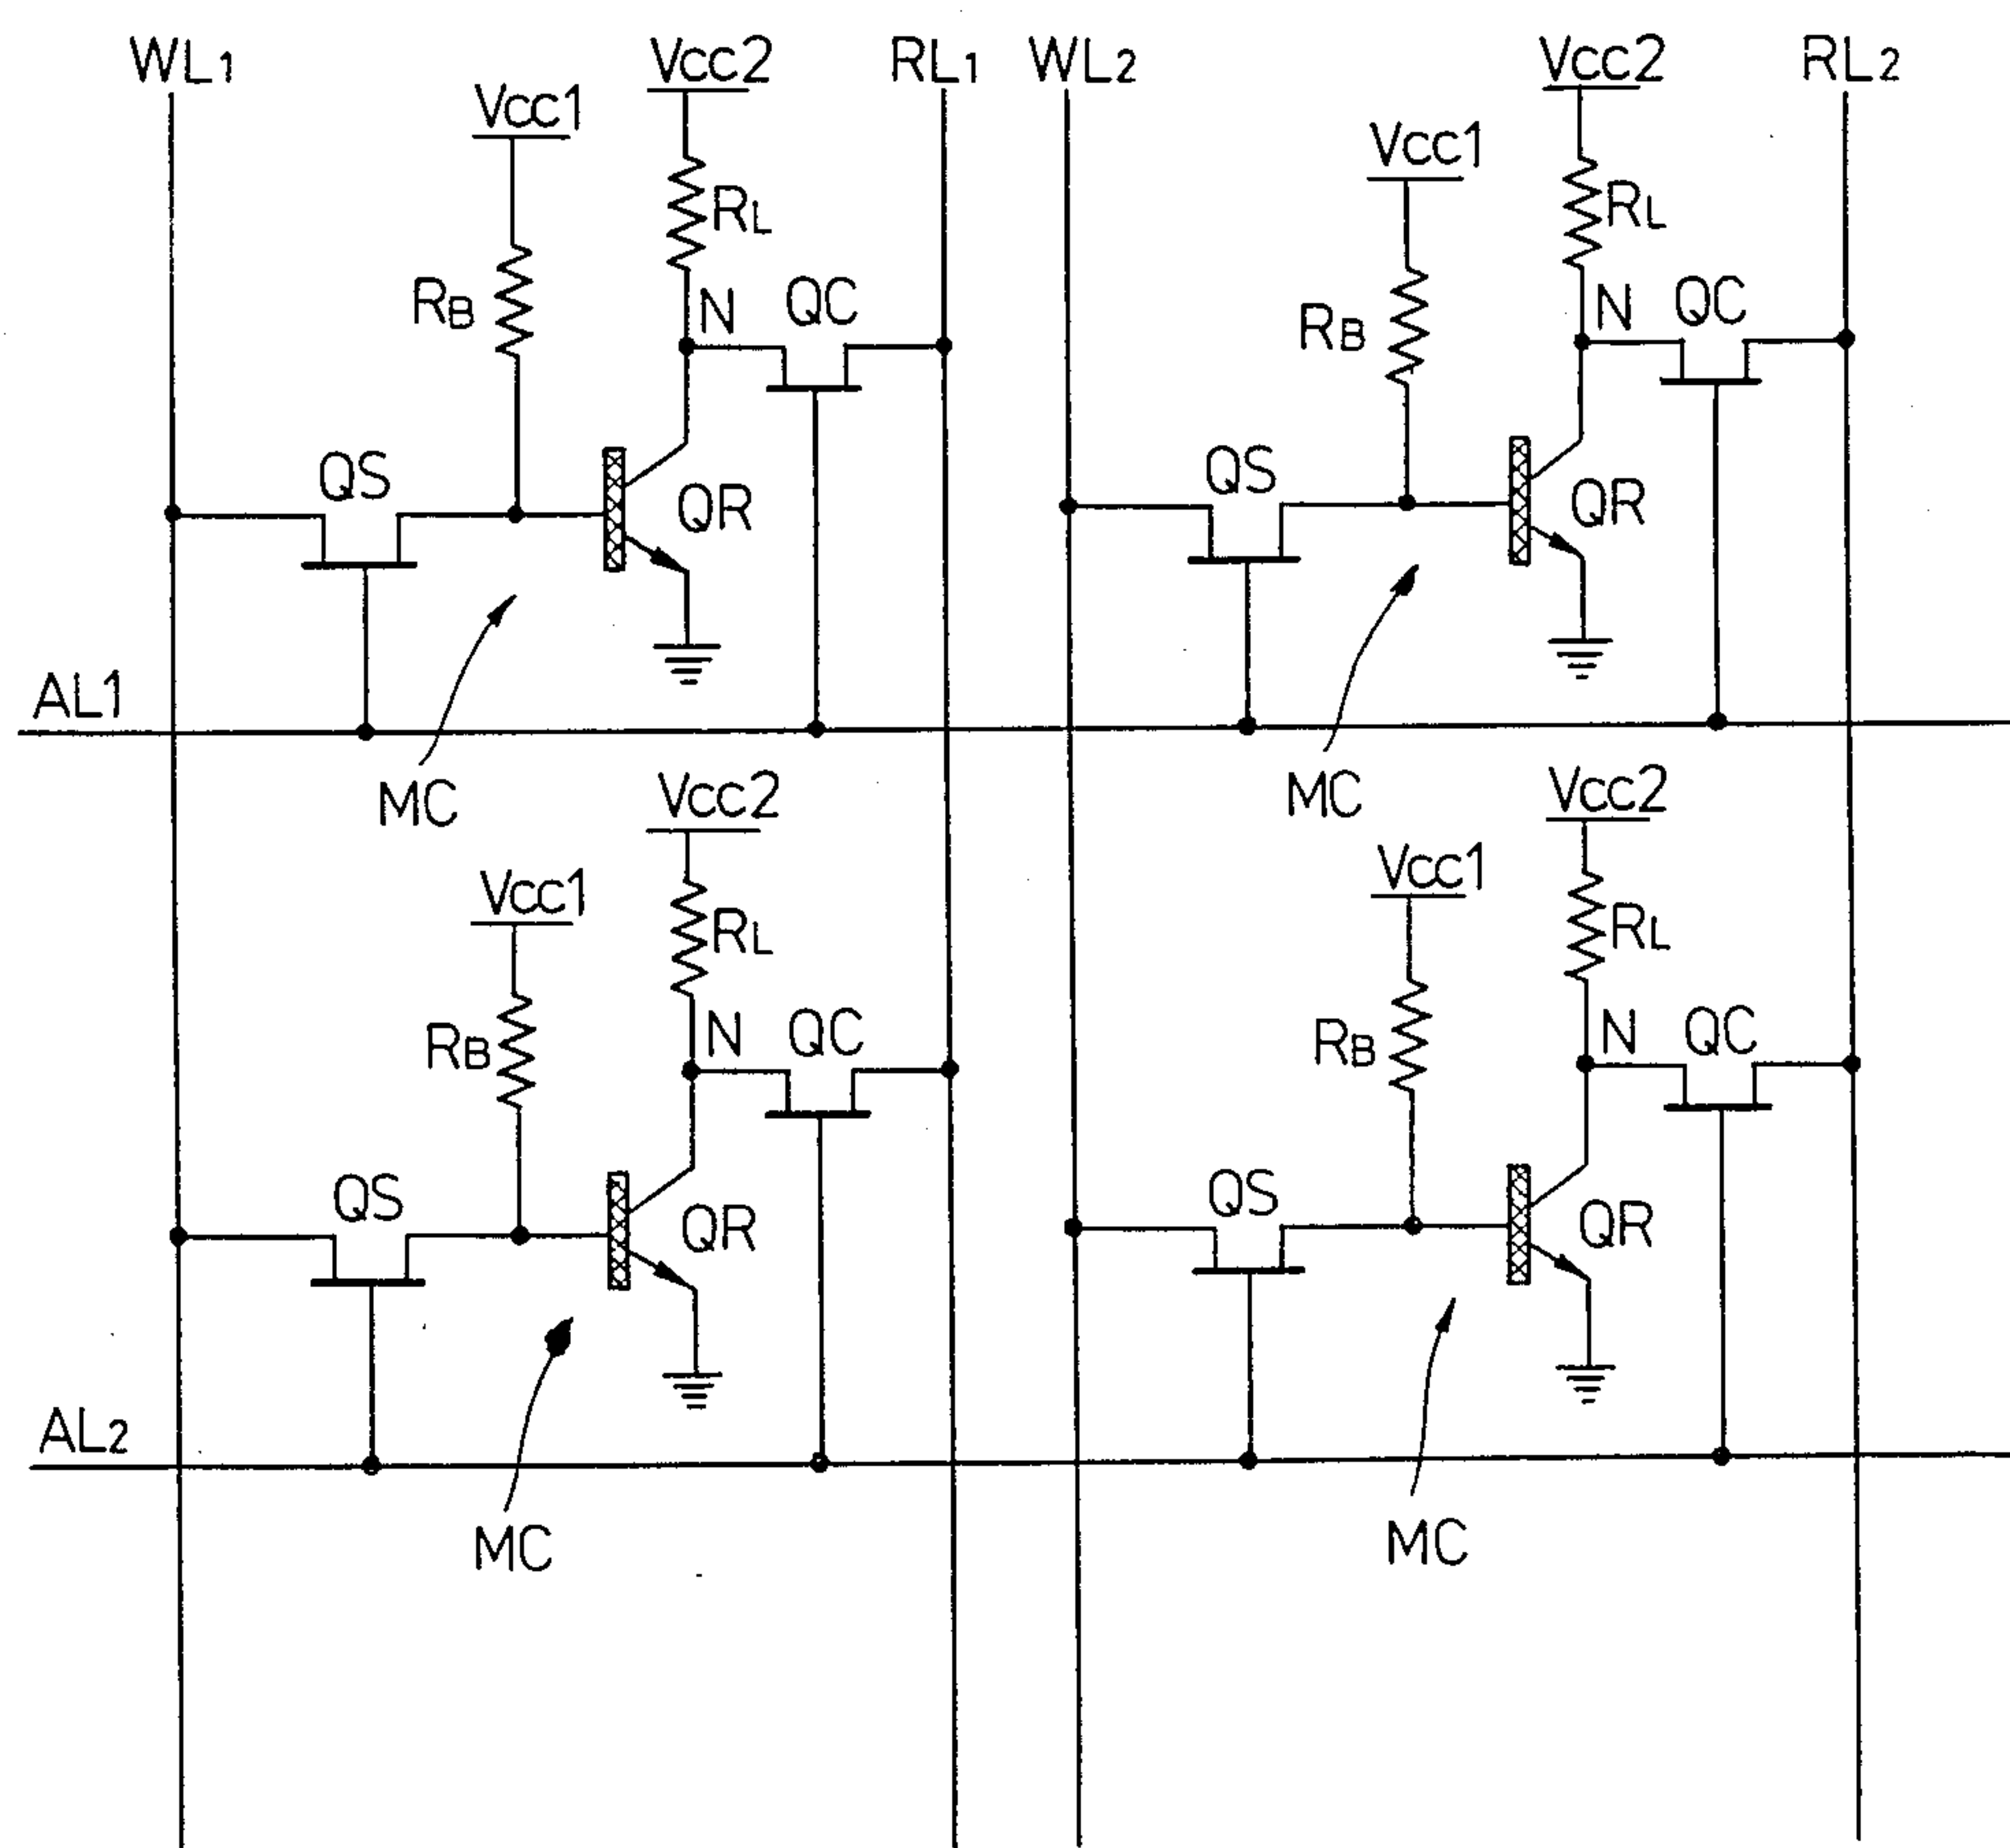 WL1 Vcc2 RL1 WL2 Vcc2 RL2
Vcc1 Vcc1
RL RL
RB N QC RB N QC
QS QR QS QR
AL1
MC MC
Vcc2 Vcc2
Vcc1 Vcc1
RL RL
RB N QC RB N QC
QS QR QS QR
AL2
MC MC